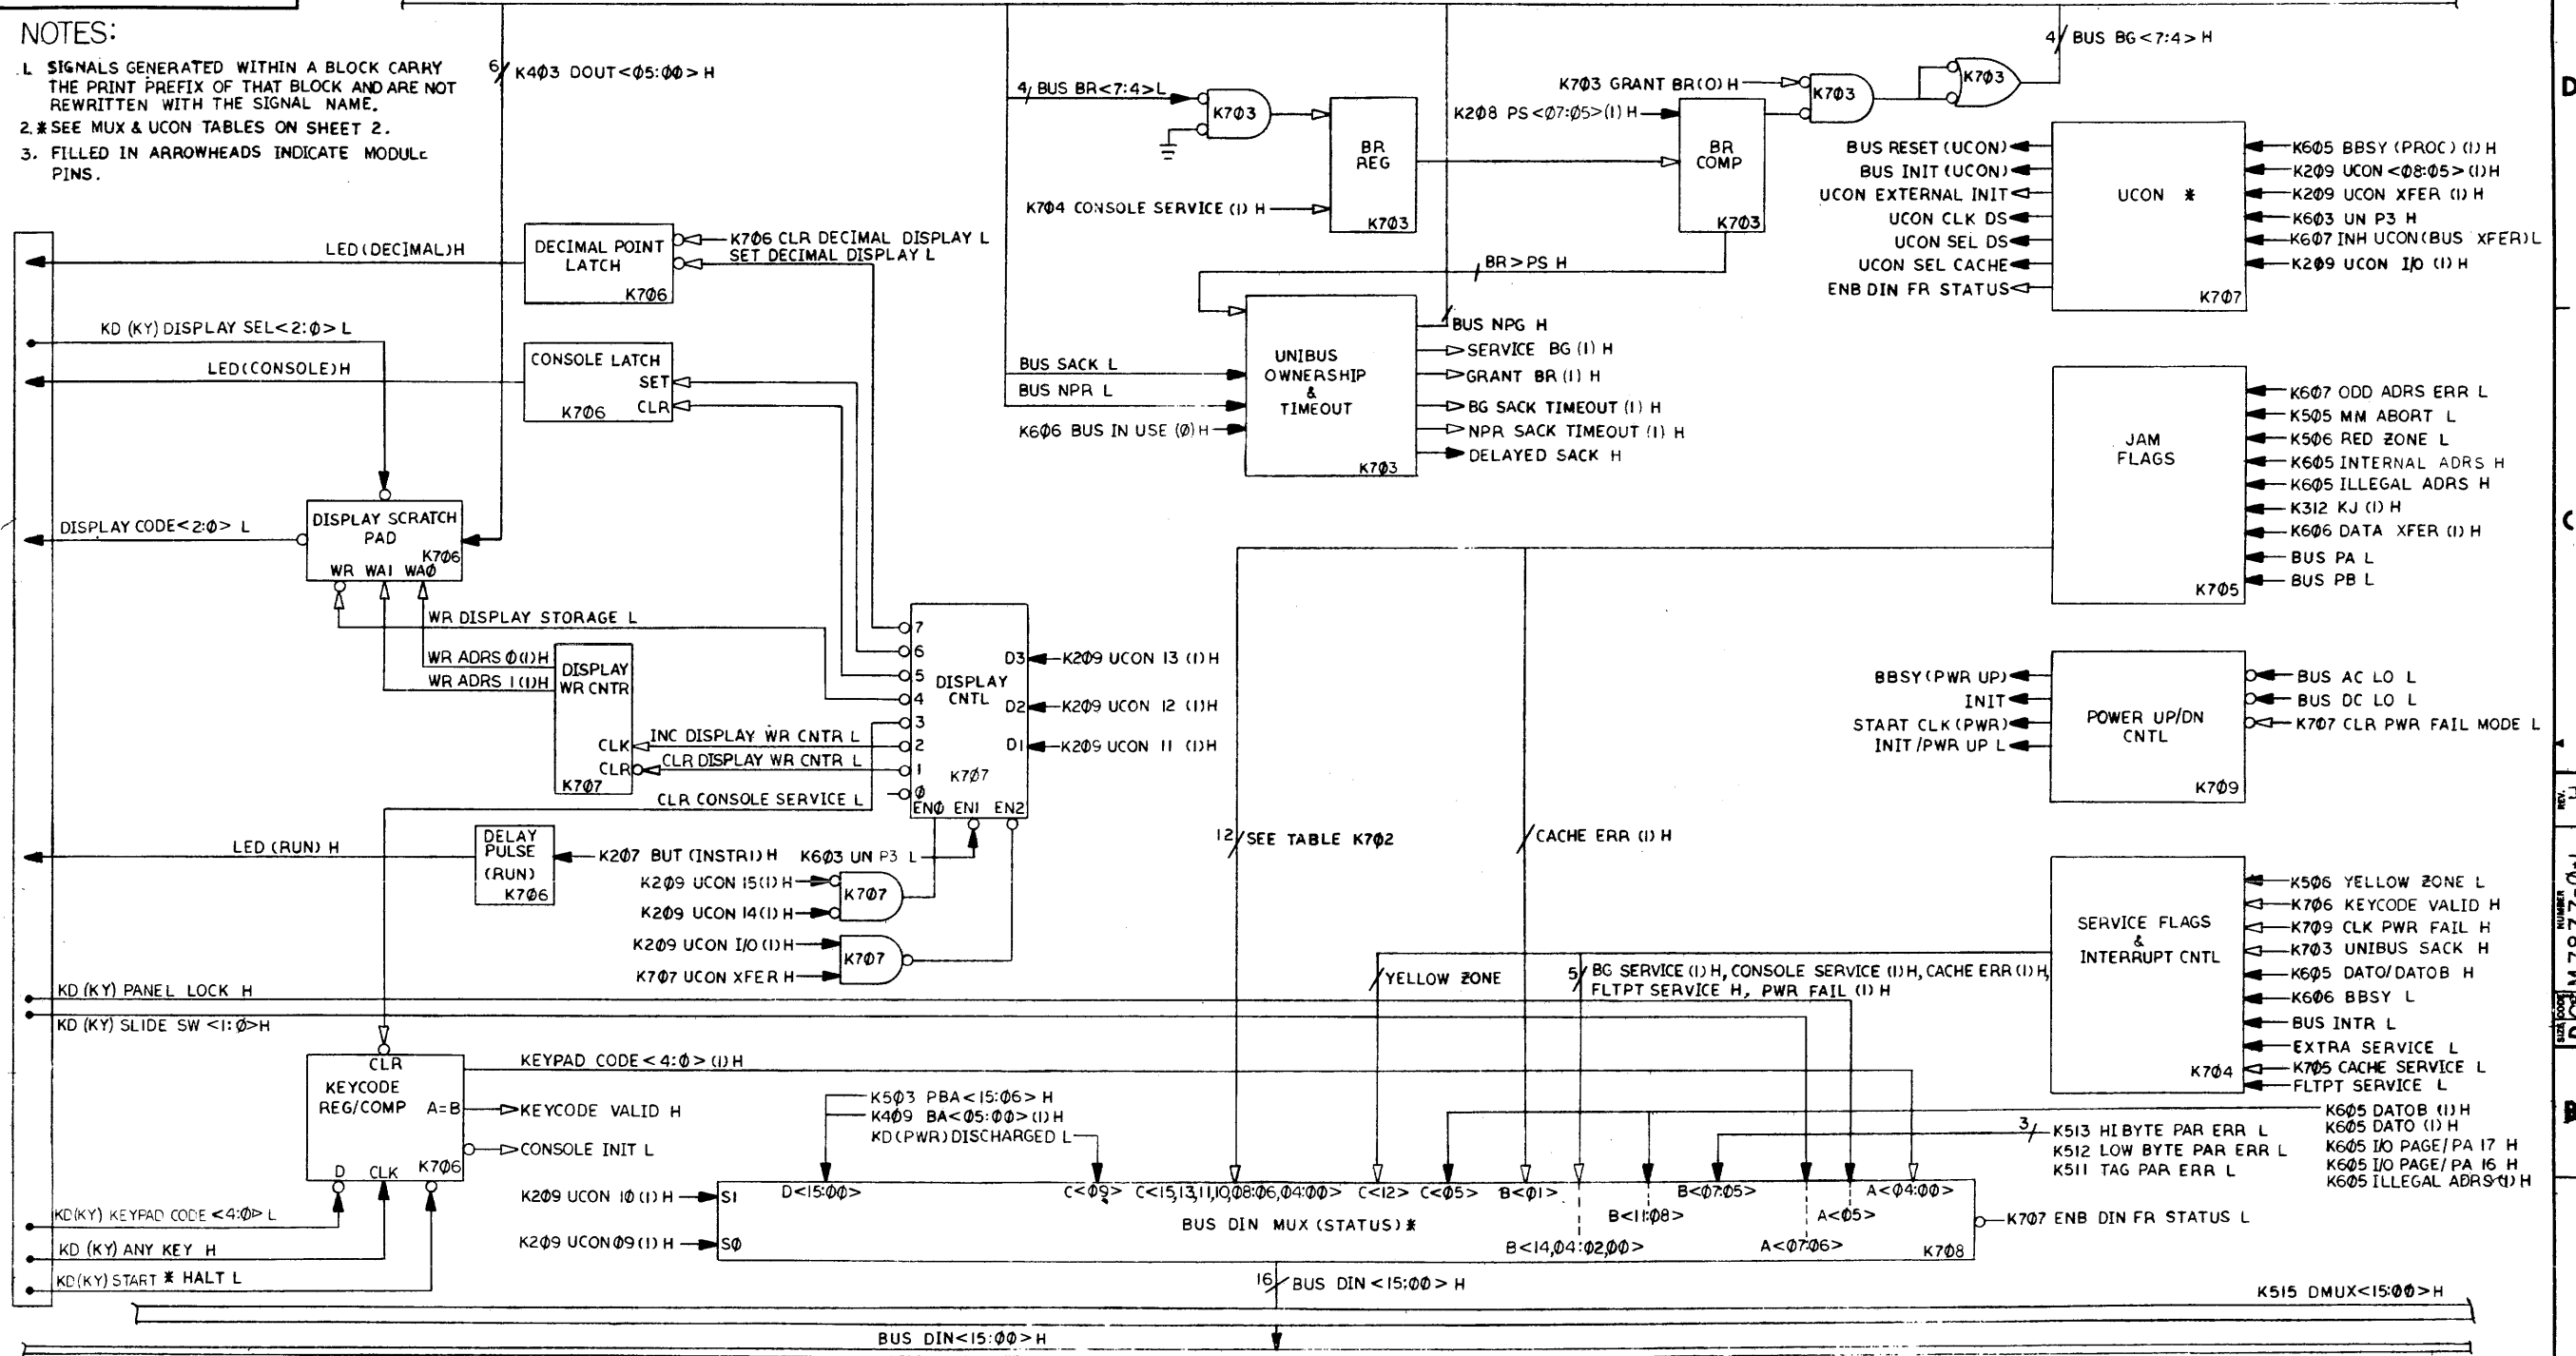 NOTES:
1. SIGNALS GENERATED WITHIN A BLOCK CARRY
THE PRINT PREFIX OF THAT BLOCK AND ARE NOT
REWRITTEN WITH THE SIGNAL NAME.
2.* SEE MUX & UCON TABLES ON SHEET 2.
3. FILLED IN ARROWHEADS INDICATE MODULE
PINS.
6 K4Ø3 DOUT<Ø5:ØØ> H
4 BUS BR<7:4> L
K7Ø3
K7Ø4 CONSOLE SERVICE (1) H
BR
REG
K7Ø3
K7Ø3 GRANT BR(O) H
K2Ø8 PS<Ø7:Ø5>(1) H
BR
COMP
K7Ø3
K7Ø3
K7Ø3
4 BUS BG<7:4> H
BR>PS H
BUS RESET (UCON)
BUS INIT (UCON)
UCON EXTERNAL INIT
UCON CLK DS
UCON SEL DS
UCON SEL CACHE
ENB DIN FR STATUS
UCON *
K7Ø7
K6Ø5 BBSY (PROC) (1) H
K2Ø9 UCON <Ø8:Ø5> (1) H
K2Ø9 UCON XFER (1) H
K6Ø3 UN P3 H
K6Ø7 INH UCON(BUS XFER)L
K2Ø9 UCON I/O (1) H
LED (DECIMAL) H
DECIMAL POINT
LATCH
K7Ø6
K7Ø6 CLR DECIMAL DISPLAY L
SET DECIMAL DISPLAY L
KD (KY) DISPLAY SEL<2:Ø> L
LED(CONSOLE) H
CONSOLE LATCH
SET
CLR
K7Ø6
BUS SACK L
BUS NPR L
K6Ø6 BUS IN USE (Ø) H
UNIBUS
OWNERSHIP
&
TIMEOUT
K7Ø3
BUS NPG H
SERVICE BG (1) H
GRANT BR (1) H
BG SACK TIMEOUT (1) H
NPR SACK TIMEOUT (1) H
DELAYED SACK H
JAM
FLAGS
K7Ø5
K6Ø7 ODD ADRS ERR L
K5Ø5 MM ABORT L
K5Ø6 RED ZONE L
K6Ø5 INTERNAL ADRS H
K6Ø5 ILLEGAL ADRS H
K312 KJ (1) H
K6Ø6 DATA XFER (1) H
BUS PA L
BUS PB L
DISPLAY CODE<2:Ø> L
DISPLAY SCRATCH
PAD
K7Ø6
WR WA1 WAØ
WR DISPLAY STORAGE L
WR ADRS Ø(1)H
WR ADRS 1(1)H
DISPLAY
WR CNTR
CLK
CLR
K7Ø7
INC DISPLAY WR CNTR L
CLR DISPLAY WR CNTR L
CLR CONSOLE SERVICE L
7
6
5
4
3
2
1
Ø
DISPLAY
CNTL
K7Ø7
D3
D2
D1
ENØ EN1 EN2
K2Ø9 UCON 13 (1) H
K2Ø9 UCON 12 (1)H
K2Ø9 UCON 11 (1)H
BBSY (PWR UP)
INIT
START CLK (PWR)
INIT /PWR UP L
POWER UP/DN
CNTL
K7Ø9
BUS AC LO L
BUS DC LO L
K7Ø7 CLR PWR FAIL MODE L
LED (RUN) H
DELAY
PULSE
(RUN)
K7Ø6
K2Ø7 BUT (INSTR1) H
K6Ø3 UN P3 L
K2Ø9 UCON 15(1) H
K2Ø9 UCON 14(1) H
K7Ø7
K2Ø9 UCON I/O (1) H
K7Ø7 UCON XFER H
K7Ø7
12 SEE TABLE K7Ø2
CACHE ERR (1) H
YELLOW ZONE
5 BG SERVICE (1) H, CONSOLE SERVICE (1)H, CACHE ERR (1) H,
FLTPT SERVICE H, PWR FAIL (1) H
SERVICE FLAGS
&
INTERRUPT CNTL
K7Ø4
K5Ø6 YELLOW ZONE L
K7Ø6 KEYCODE VALID H
K7Ø9 CLK PWR FAIL H
K7Ø3 UNIBUS SACK H
K6Ø5 DATO/DATOB H
K6Ø6 BBSY L
BUS INTR L
EXTRA SERVICE L
K7Ø5 CACHE SERVICE L
FLTPT SERVICE L
KD (KY) PANEL LOCK H
KD (KY) SLIDE SW <1:Ø>H
CLR
KEYCODE
REG/COMP A=B
D CLK K7Ø6
KEYPAD CODE<4:Ø> (1) H
KEYCODE VALID H
CONSOLE INIT L
KD(KY) KEYPAD CODE <4:Ø> L
KD (KY) ANY KEY H
KD(KY) START * HALT L
K5Ø3 PBA<15:Ø6> H
K4Ø9 BA<Ø5:ØØ> (1) H
KD(PWR) DISCHARGED L
3 K513 HI BYTE PAR ERR L
K512 LOW BYTE PAR ERR L
K511 TAG PAR ERR L
K6Ø5 DATOB (1) H
K6Ø5 DATO (1) H
K6Ø5 I/O PAGE/PA 17 H
K6Ø5 I/O PAGE/PA 16 H
K6Ø5 ILLEGAL ADRS(1) H
K2Ø9 UCON 1Ø (1) H
K2Ø9 UCON Ø9 (1) H
S1
SØ
D<15:ØØ>
C<Ø9>
C<15,13,11,10,Ø8:Ø6,Ø4:ØØ>
C<12>
C<Ø5>
B<Ø1>
B<Ø7:Ø5>
A<Ø4:ØØ>
BUS DIN MUX (STATUS) *
B<11:Ø8>
A<Ø5>
B<14,Ø4:Ø2,ØØ>
A<Ø7:Ø6>
K7Ø8
K7Ø7 ENB DIN FR STATUS L
16 BUS DIN <15:ØØ> H
K515 DMUX<15:ØØ> H
BUS DIN<15:ØØ> H
D
C
B
REV.
NUMBER
SIZE CODE